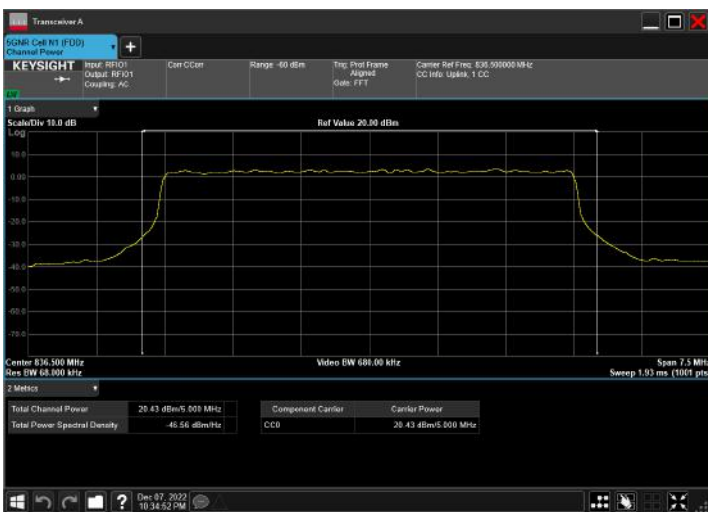 Transceiver A
5GNR Cell N1 (FDD)
Channel Power
KEYSIGHT
Input: RFIO1
Output: RFIO1
Coupling: AC
Corr CCorr
Range: -60 dBm
Trig: Prot Frame
Aligned
Gate: FFT
Carrier Ref Freq: 836.500000 MHz
CC Info: Uplink, 1 CC
1 Graph
Scale/Div 10.0 dB
Ref Value 20.00 dBm
Log
10.0
0.00
-10.0
-20.0
-30.0
-40.0
-50.0
-60.0
-70.0
Center 836.500 MHz
Video BW 680.00 kHz
Span 7.5 MHz
Res BW 68.000 kHz
Sweep 1.93 ms (1001 pts
2 Metrics
Total Channel Power 20.43 dBm/5.000 MHz
Total Power Spectral Density -46.56 dBm/Hz
Component Carrier Carrier Power
CC0 20.43 dBm/5.000 MHz
?
Dec 07, 2022
10:34:52 PM